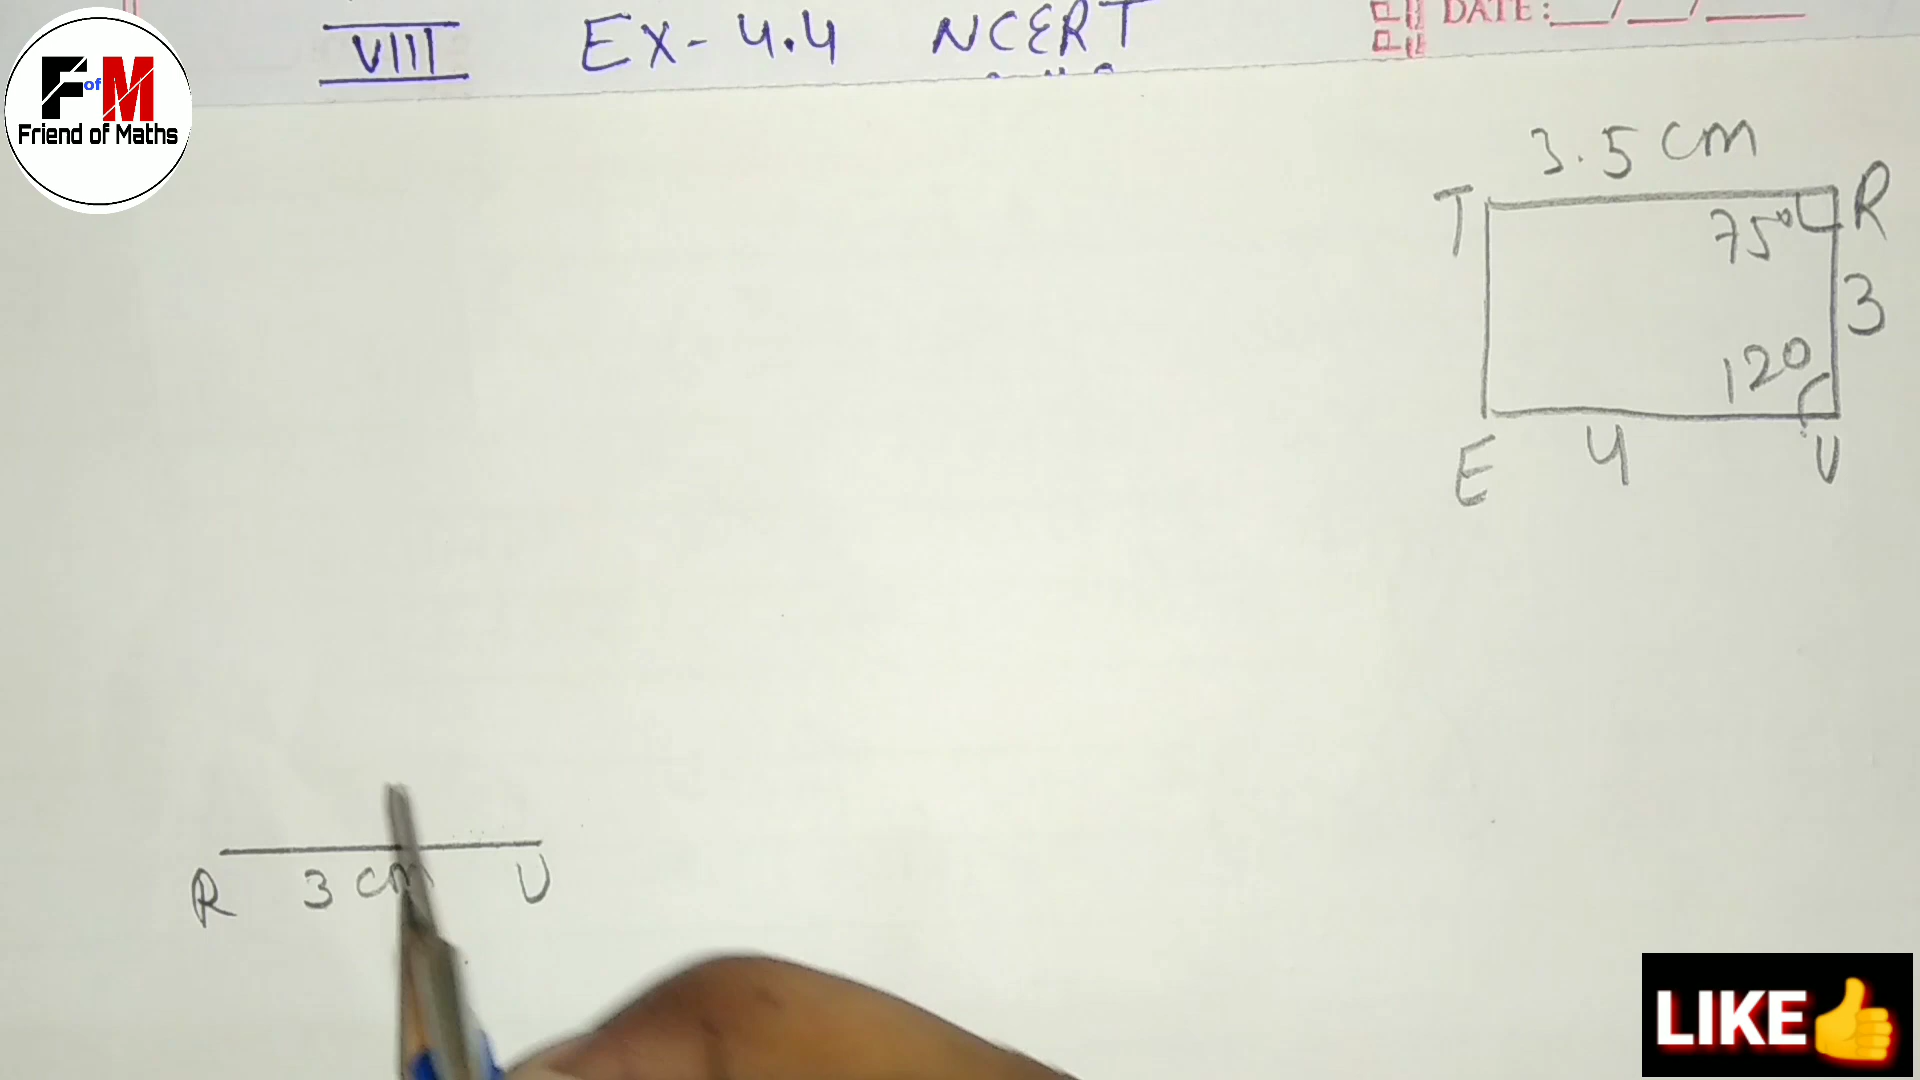 VIII Ex-4.4 NCERT
DATE:__/__/____
F of M
Friend of Maths
3.5 cm
T R
75°
3
120
E 4 U
R 3 cm U
LIKE